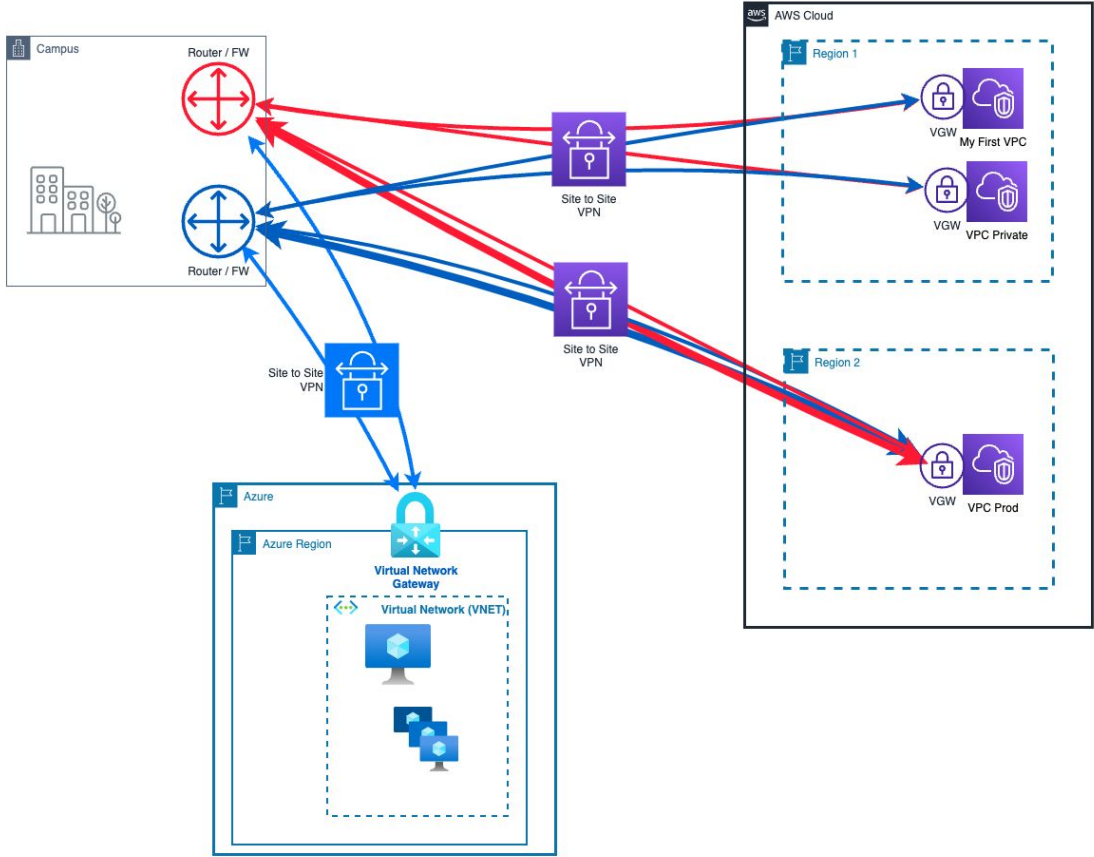 aws
AWS Cloud
Campus
Router / FW
Region 1
VGW
My First VPC
Site to Site
VPN
VGW
VPC Private
Router / FW
Site to Site
VPN
Region 2
Site to Site
VPN
VGW
VPC Prod
Azure
Azure Region
Virtual Network
Gateway
Virtual Network (VNET)